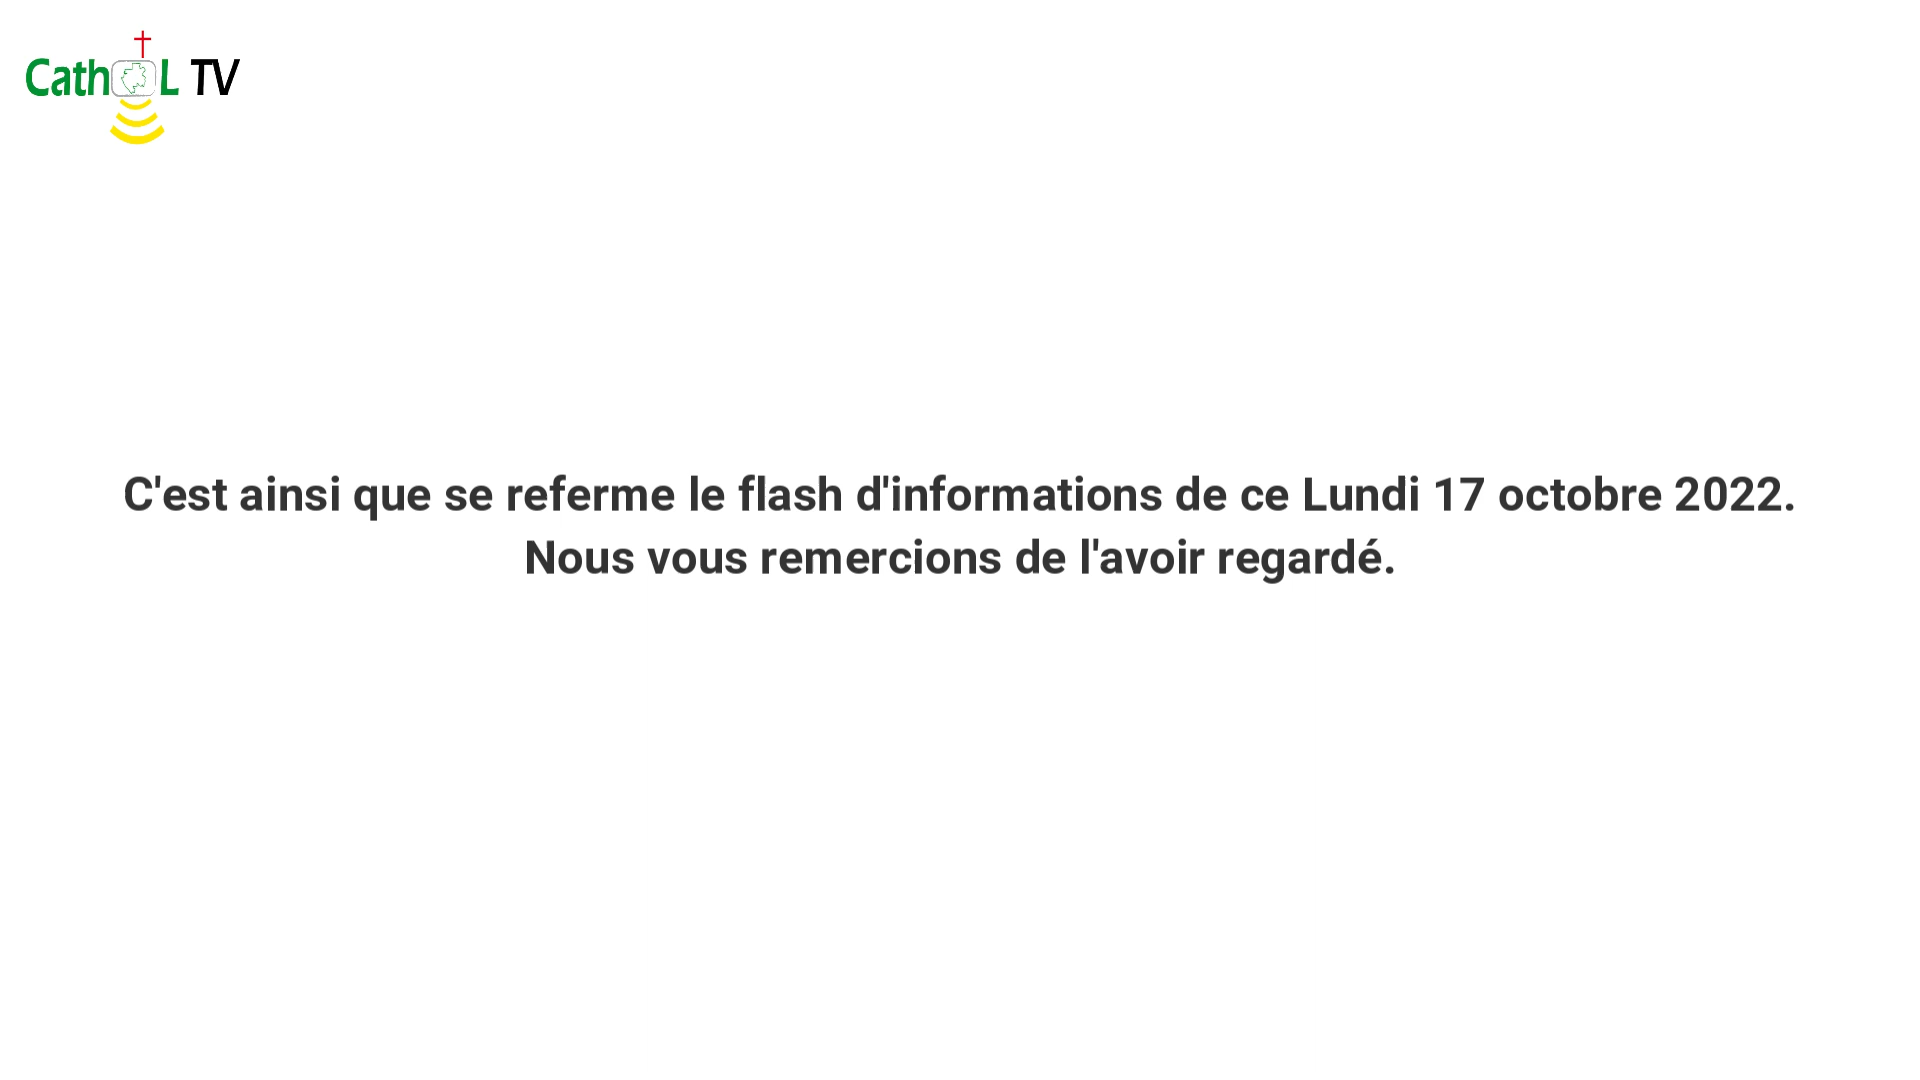 CathOL TV
C'est ainsi que se referme le flash d'informations de ce Lundi 17 octobre 2022.
Nous vous remercions de l'avoir regardé.